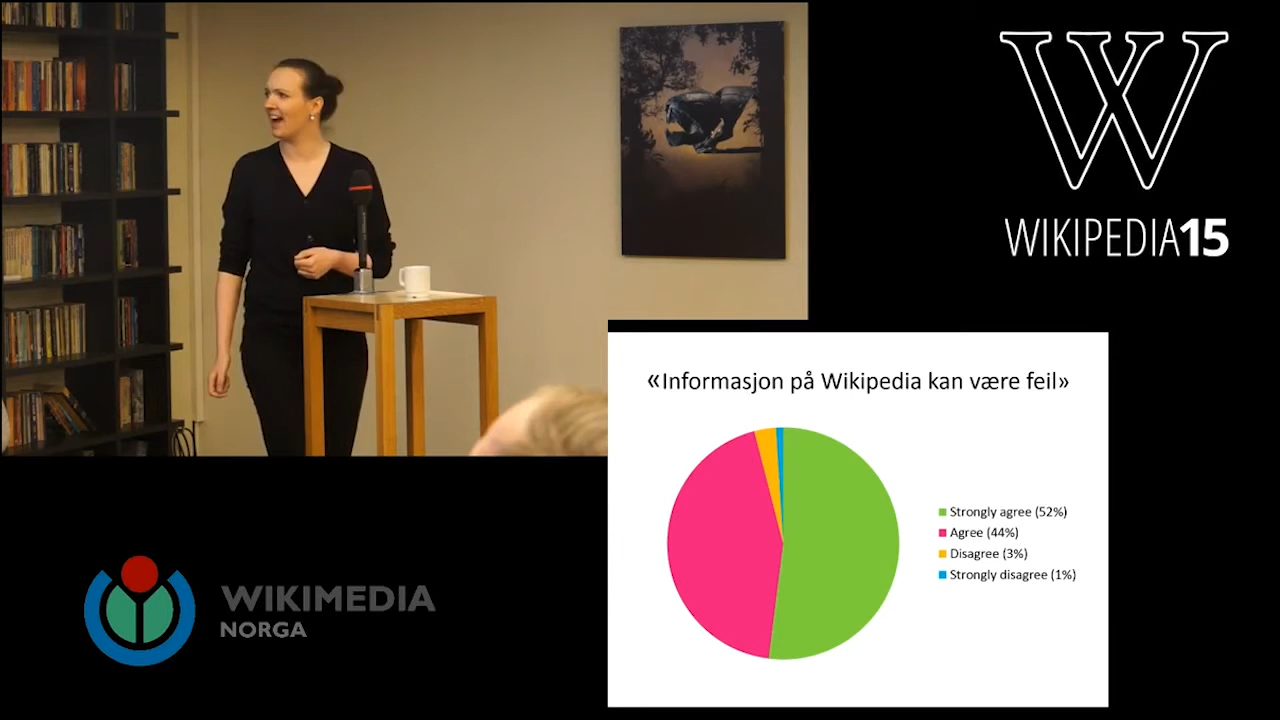 W
WIKIPEDIA15
«Informasjon på Wikipedia kan være feil»
Strongly agree (52%)
Agree (44%)
Disagree (3%)
Strongly disagree (1%)
WIKIMEDIA
NORGA